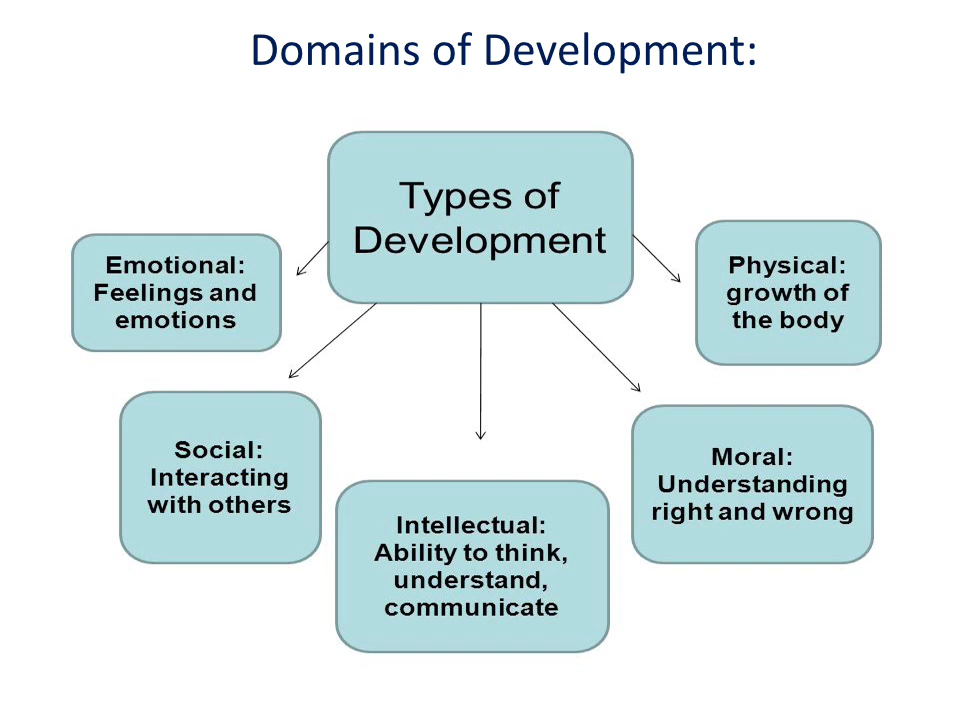 Domains of Development:
Types of
Development
Emotional:
Feelings and
emotions
Physical:
growth of
the body
Social:
Interacting
with others
Moral:
Understanding
right and wrong
Intellectual:
Ability to think,
understand,
communicate